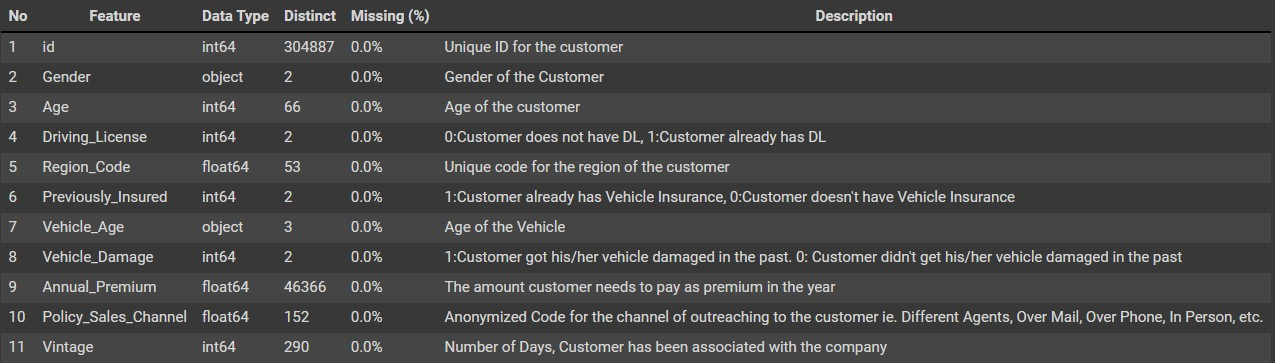 No Feature Data Type Distinct Missing (%) Description
1 id int64 304887 0.0% Unique ID for the customer
2 Gender object 2 0.0% Gender of the Customer
3 Age int64 66 0.0% Age of the customer
4 Driving_License int64 2 0.0% 0:Customer does not have DL, 1:Customer already has DL
5 Region_Code float64 53 0.0% Unique code for the region of the customer
6 Previously_Insured int64 2 0.0% 1:Customer already has Vehicle Insurance, 0:Customer doesn't have Vehicle Insurance
7 Vehicle_Age object 3 0.0% Age of the Vehicle
8 Vehicle_Damage int64 2 0.0% 1:Customer got his/her vehicle damaged in the past. 0: Customer didn't get his/her vehicle damaged in the past
9 Annual_Premium float64 46366 0.0% The amount customer needs to pay as premium in the year
10 Policy_Sales_Channel float64 152 0.0% Anonymized Code for the channel of outreaching to the customer ie. Different Agents, Over Mail, Over Phone, In Person, etc.
11 Vintage int64 290 0.0% Number of Days, Customer has been associated with the company